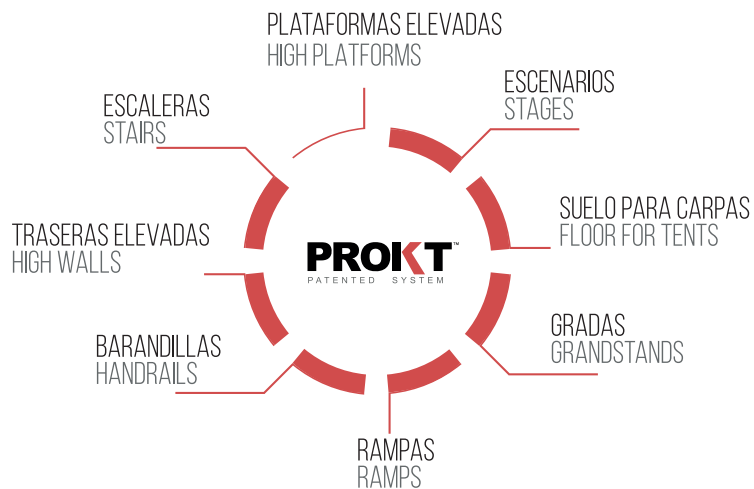 PLATAFORMAS ELEVADAS
HIGH PLATFORMS
ESCENARIOS
STAGES
SUELO PARA CARPAS
FLOOR FOR TENTS
GRADAS
GRANDSTANDS
RAMPAS
RAMPS
BARANDILLAS
HANDRAILS
TRASERAS ELEVADAS
HIGH WALLS
ESCALERAS
STAIRS
PROKT™
PATENTED SYSTEM